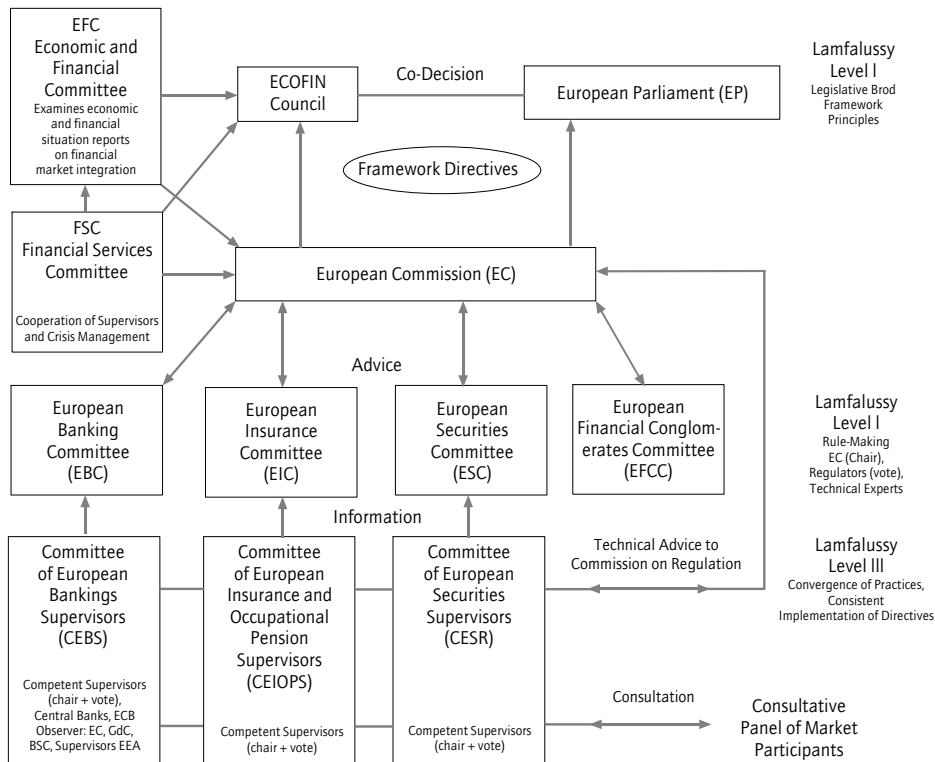 EFC
Economic and
Financial
Committee
Examines economic
and financial
situation reports
on financial
market integration
ECOFIN
Council
Co-Decision
European Parliament (EP)
Lamfalussy
Level I
Legislative Brod
Framework
Principles
Framework Directives
FSC
Financial Services
Committee
Cooperation of Supervisors
and Crisis Management
European Commission (EC)
Advice
European
Banking
Committee
(EBC)
European
Insurance
Committee
(EIC)
European
Securities
Committee
(ESC)
European
Financial Conglom-
erates Committee
(EFCC)
Lamfalussy
Level I
Rule-Making
EC (Chair),
Regulators (vote),
Technical Experts
Information
Committee
of European
Bankings
Supervisors
(CEBS)
Competent Supervisors
(chair + vote),
Central Banks, ECB
Observer: EC, GdC,
BSC, Supervisors EEA
Committee
of European
Insurance and
Occupational
Pension
Supervisors
(CEIOPS)
Competent Supervisors
(chair + vote)
Committee
of European
Securities
Supervisors
(CESR)
Competent Supervisors
(chair + vote)
Technical Advice to
Commission on Regulation
Lamfalussy
Level III
Convergence of Practices,
Consistent
Implementation of Directives
Consultation
Consultative
Panel of Market
Participants